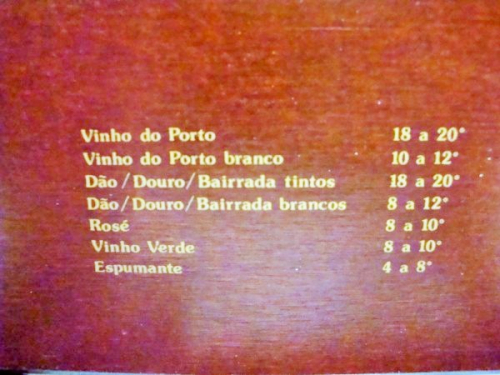 Vinho do Porto 18 a 20°
Vinho do Porto branco 10 a 12°
Dão/Douro/Bairrada tintos 18 a 20°
Dão/Douro/Bairrada brancos 8 a 12°
Rosé 8 a 10°
Vinho Verde 8 a 10°
Espumante 4 a 8°